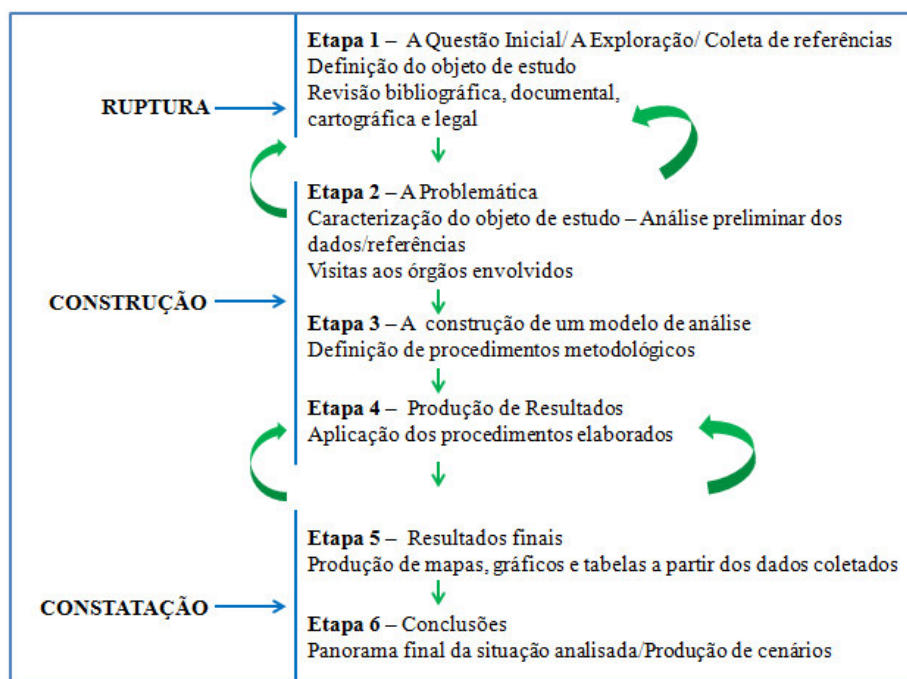 Etapa 1 – A Questão Inicial/ A Exploração/ Coleta de referências
Definição do objeto de estudo
RUPTURA
Revisão bibliográfica, documental,
cartográfica e legal
Etapa 2 – A Problemática
Caracterização do objeto de estudo – Análise preliminar dos
dados/referências
Visitas aos órgãos envolvidos
CONSTRUÇÃO
Etapa 3 – A construção de um modelo de análise
Definição de procedimentos metodológicos
Etapa 4 – Produção de Resultados
Aplicação dos procedimentos elaborados
Etapa 5 – Resultados finais
Produção de mapas, gráficos e tabelas a partir dos dados coletados
CONSTATAÇÃO
Etapa 6 – Conclusões
Panorama final da situação analisada/Produção de cenários